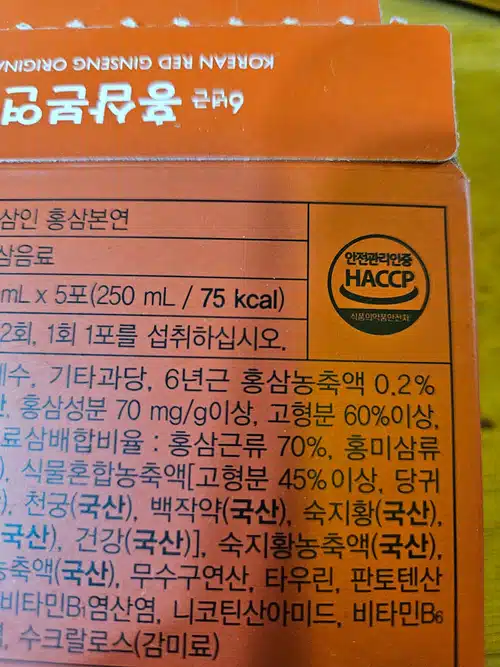 KOREAN RED GINSENG ORIGINA
6년근 홍삼본연
삼인 홍삼본연
삼음료
mL x 5포(250 mL / 75 kcal)
2회, 1회 1포를 섭취하십시오.
안전관리인증
HACCP
식품의약품안전처
제수, 기타과당, 6년근 홍삼농축액 0.2%
홍삼성분 70 mg/g이상, 고형분 60%이상,
료삼배합비율 : 홍삼근류 70%, 홍미삼류
), 식물혼합농축액[고형분 45%이상, 당귀
), 천궁(국산), 백작약(국산), 숙지황(국산),
국산), 건강(국산)], 숙지황농축액(국산),
농축액(국산), 무수구연산, 타우린, 판토텐산
비타민B₁염산염, 니코틴산아미드, 비타민B₆
, 수크랄로스(감미료)